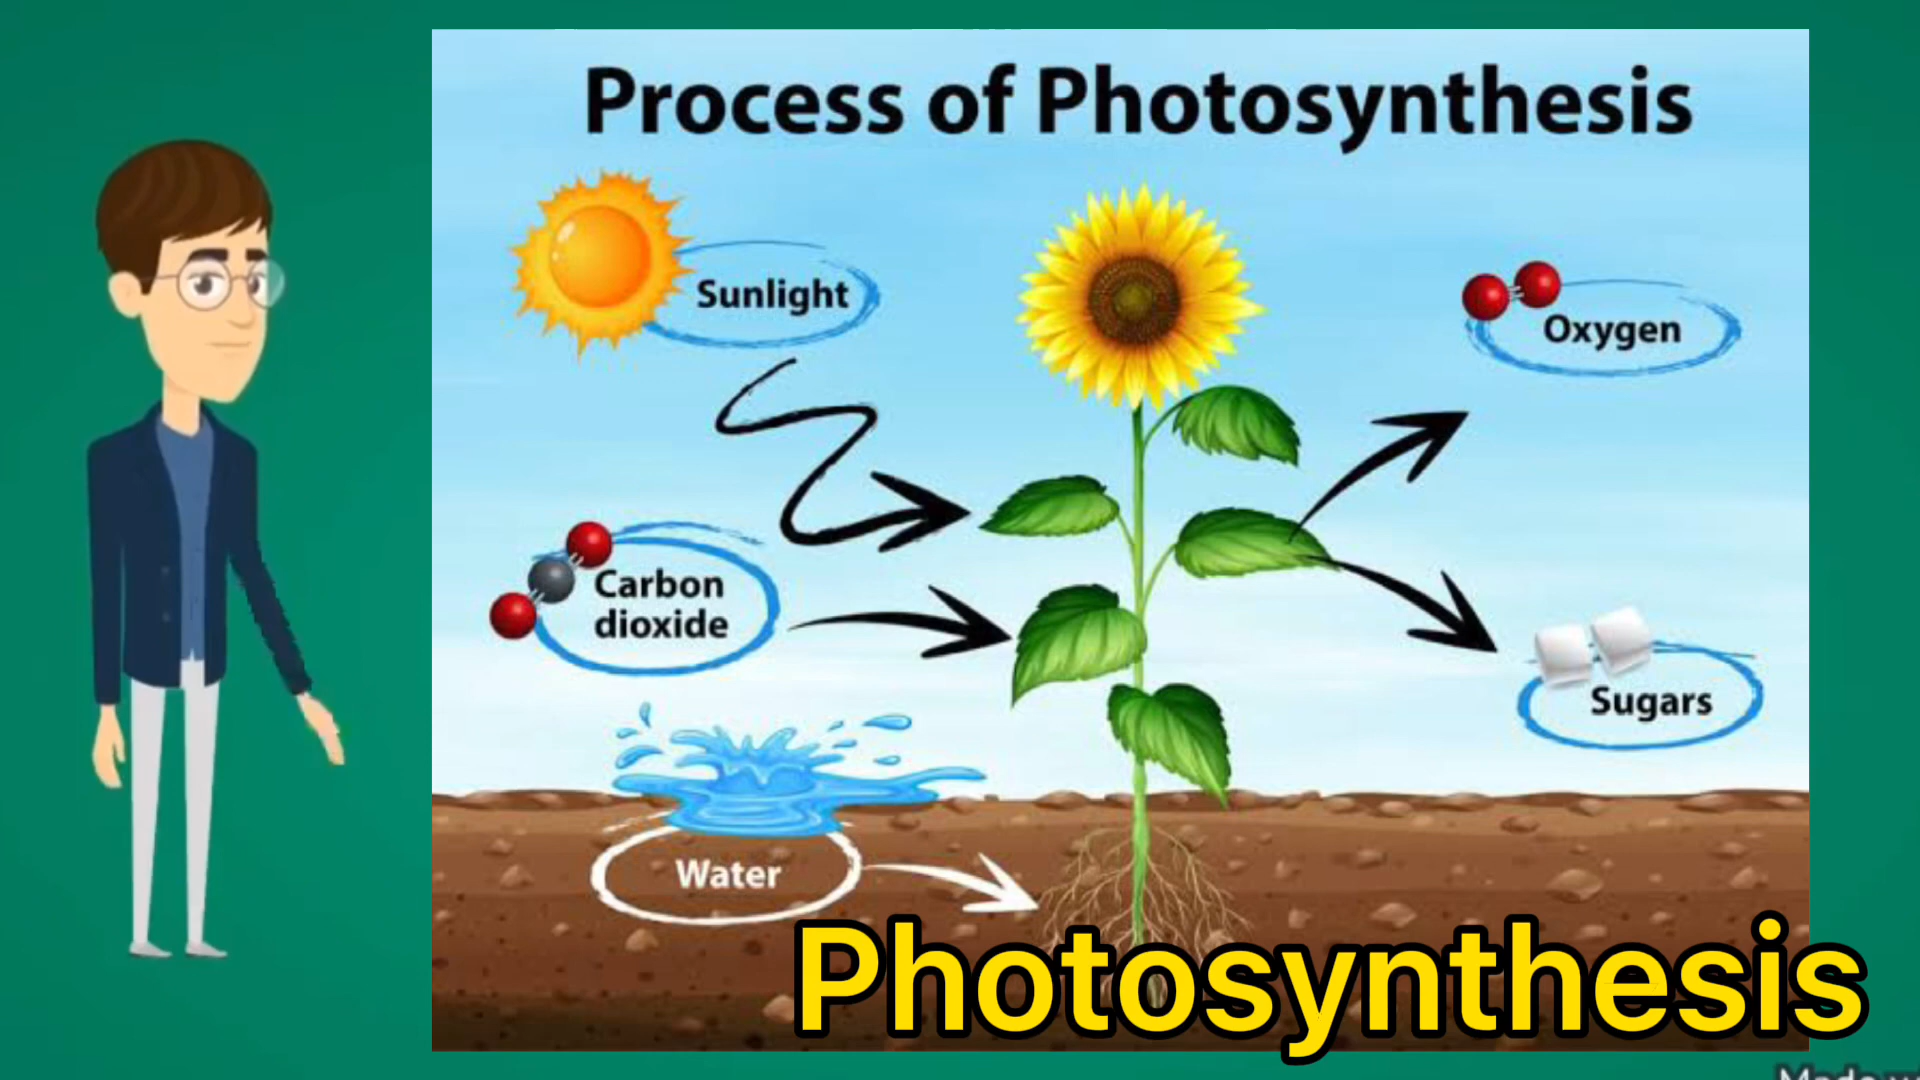 Process of Photosynthesis
Sunlight
Oxygen
Carbon
dioxide
Sugars
Water
Photosynthesis